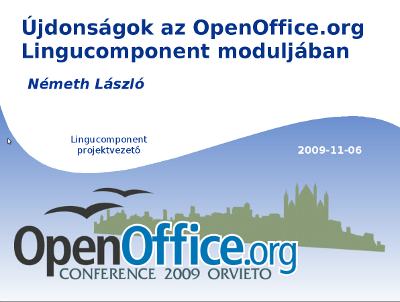 Újdonságok az OpenOffice.org
Lingucomponent moduljában
Németh László
Lingucomponent
projektvezető
2009-11-06
OpenOffice.org
CONFERENCE 2009 ORVIETO